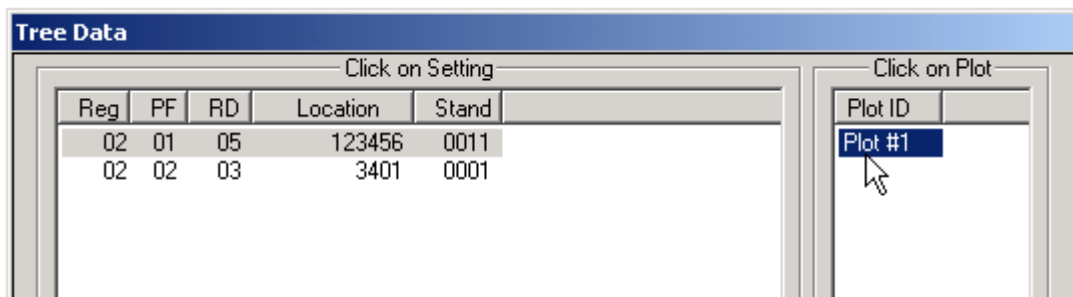 Tree Data
Click on Setting
Click on Plot
Reg PF RD Location Stand
Plot ID
02 01 05 123456 0011
Plot #1
02 02 03 3401 0001